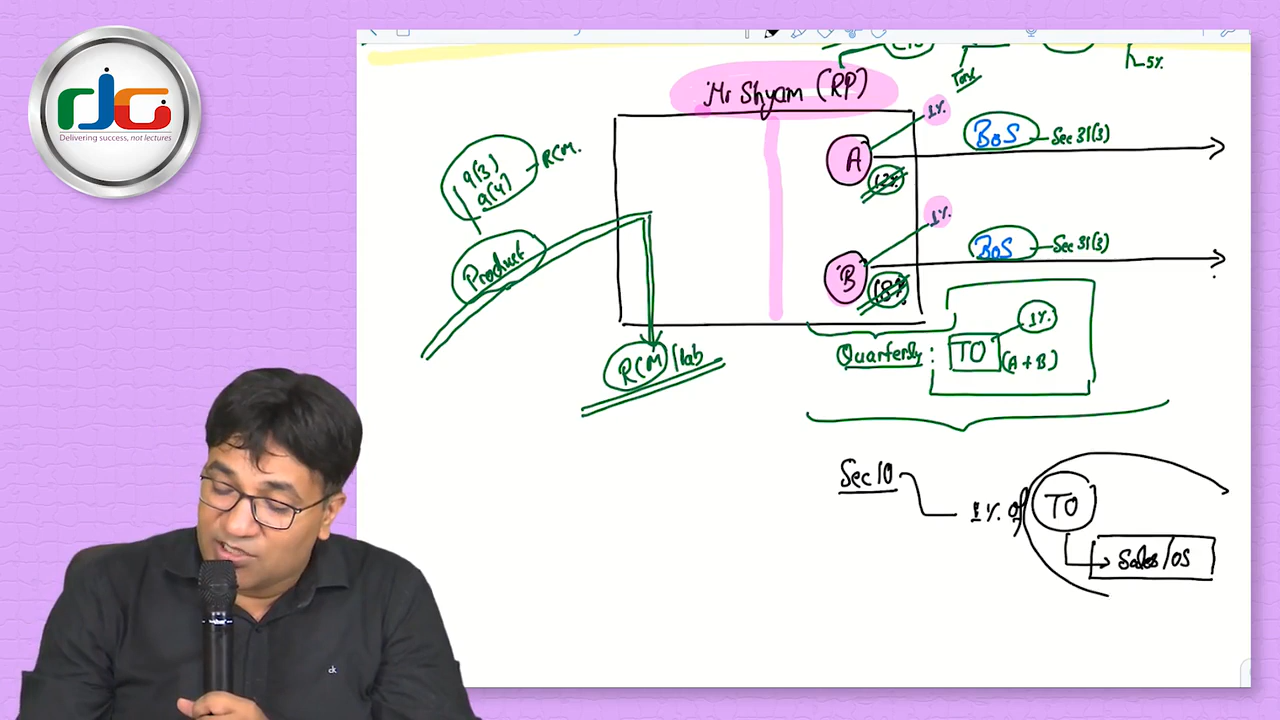 Delivering success, not lectures
Tax
5%
Mr Shyam (RP)
1%
A
BOS
Sec 31(3)
12%
9(3)
9(4)
RCM.
Product
1%
B
BOS
Sec 31(3)
18%
Quarterly : TO (A + B)
1%
RCM/liab
Sec 10
1% of TO
Sales/OS
dk